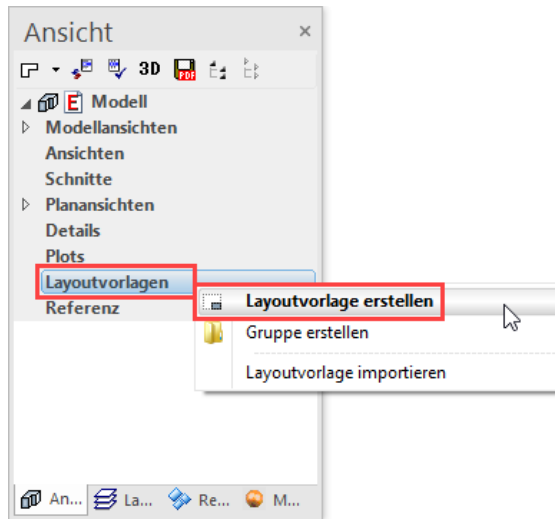 Ansicht
3D PDF
E Modell
Modellansichten
Ansichten
Schnitte
Planansichten
Details
Plots
Layoutvorlagen
Layoutvorlage erstellen
Referenz
Gruppe erstellen
Layoutvorlage importieren
An... La... Re... M...